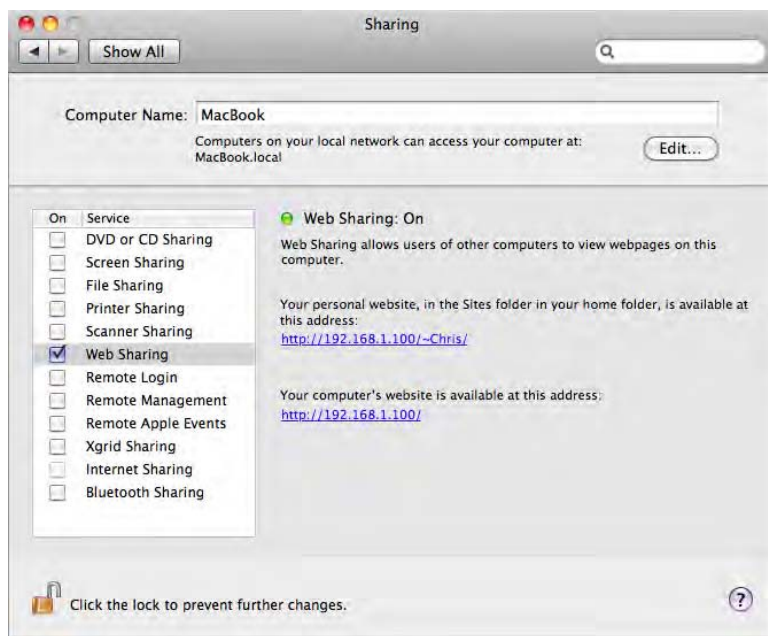 Sharing
Show All
Computer Name: MacBook
Computers on your local network can access your computer at:
MacBook.local
Edit...
On Service
DVD or CD Sharing
Screen Sharing
File Sharing
Printer Sharing
Scanner Sharing
Web Sharing
Remote Login
Remote Management
Remote Apple Events
Xgrid Sharing
Internet Sharing
Bluetooth Sharing
Web Sharing: On
Web Sharing allows users of other computers to view webpages on this
computer.
Your personal website, in the Sites folder in your home folder, is available at
this address:
http://192.168.1.100/~Chris/
Your computer's website is available at this address:
http://192.168.1.100/
Click the lock to prevent further changes.
?